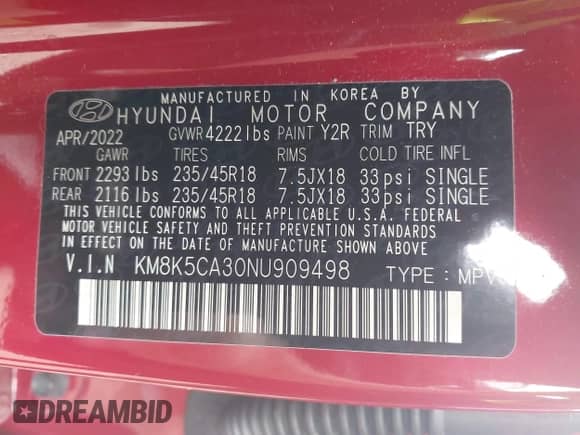 MANUFACTURED IN KOREA BY
HYUNDAI MOTOR COMPANY
APR/2022 GVWR 4222 lbs PAINT Y2R TRIM TRY
GAWR TIRES RIMS COLD TIRE INFL
FRONT 2293 lbs 235/45R18 7.5JX18 33psi SINGLE
REAR 2116 lbs 235/45R18 7.5JX18 33psi SINGLE
THIS VEHICLE CONFORMS TO ALL APPLICABLE U.S.A. FEDERAL
MOTOR VEHICLE SAFETY AND THEFT PREVENTION STANDARDS
IN EFFECT ON THE DATE OF MANUFACTURE SHOWN ABOVE.
V.I.N KM8K5CA30NU909498 TYPE : MPV
DREAMBID